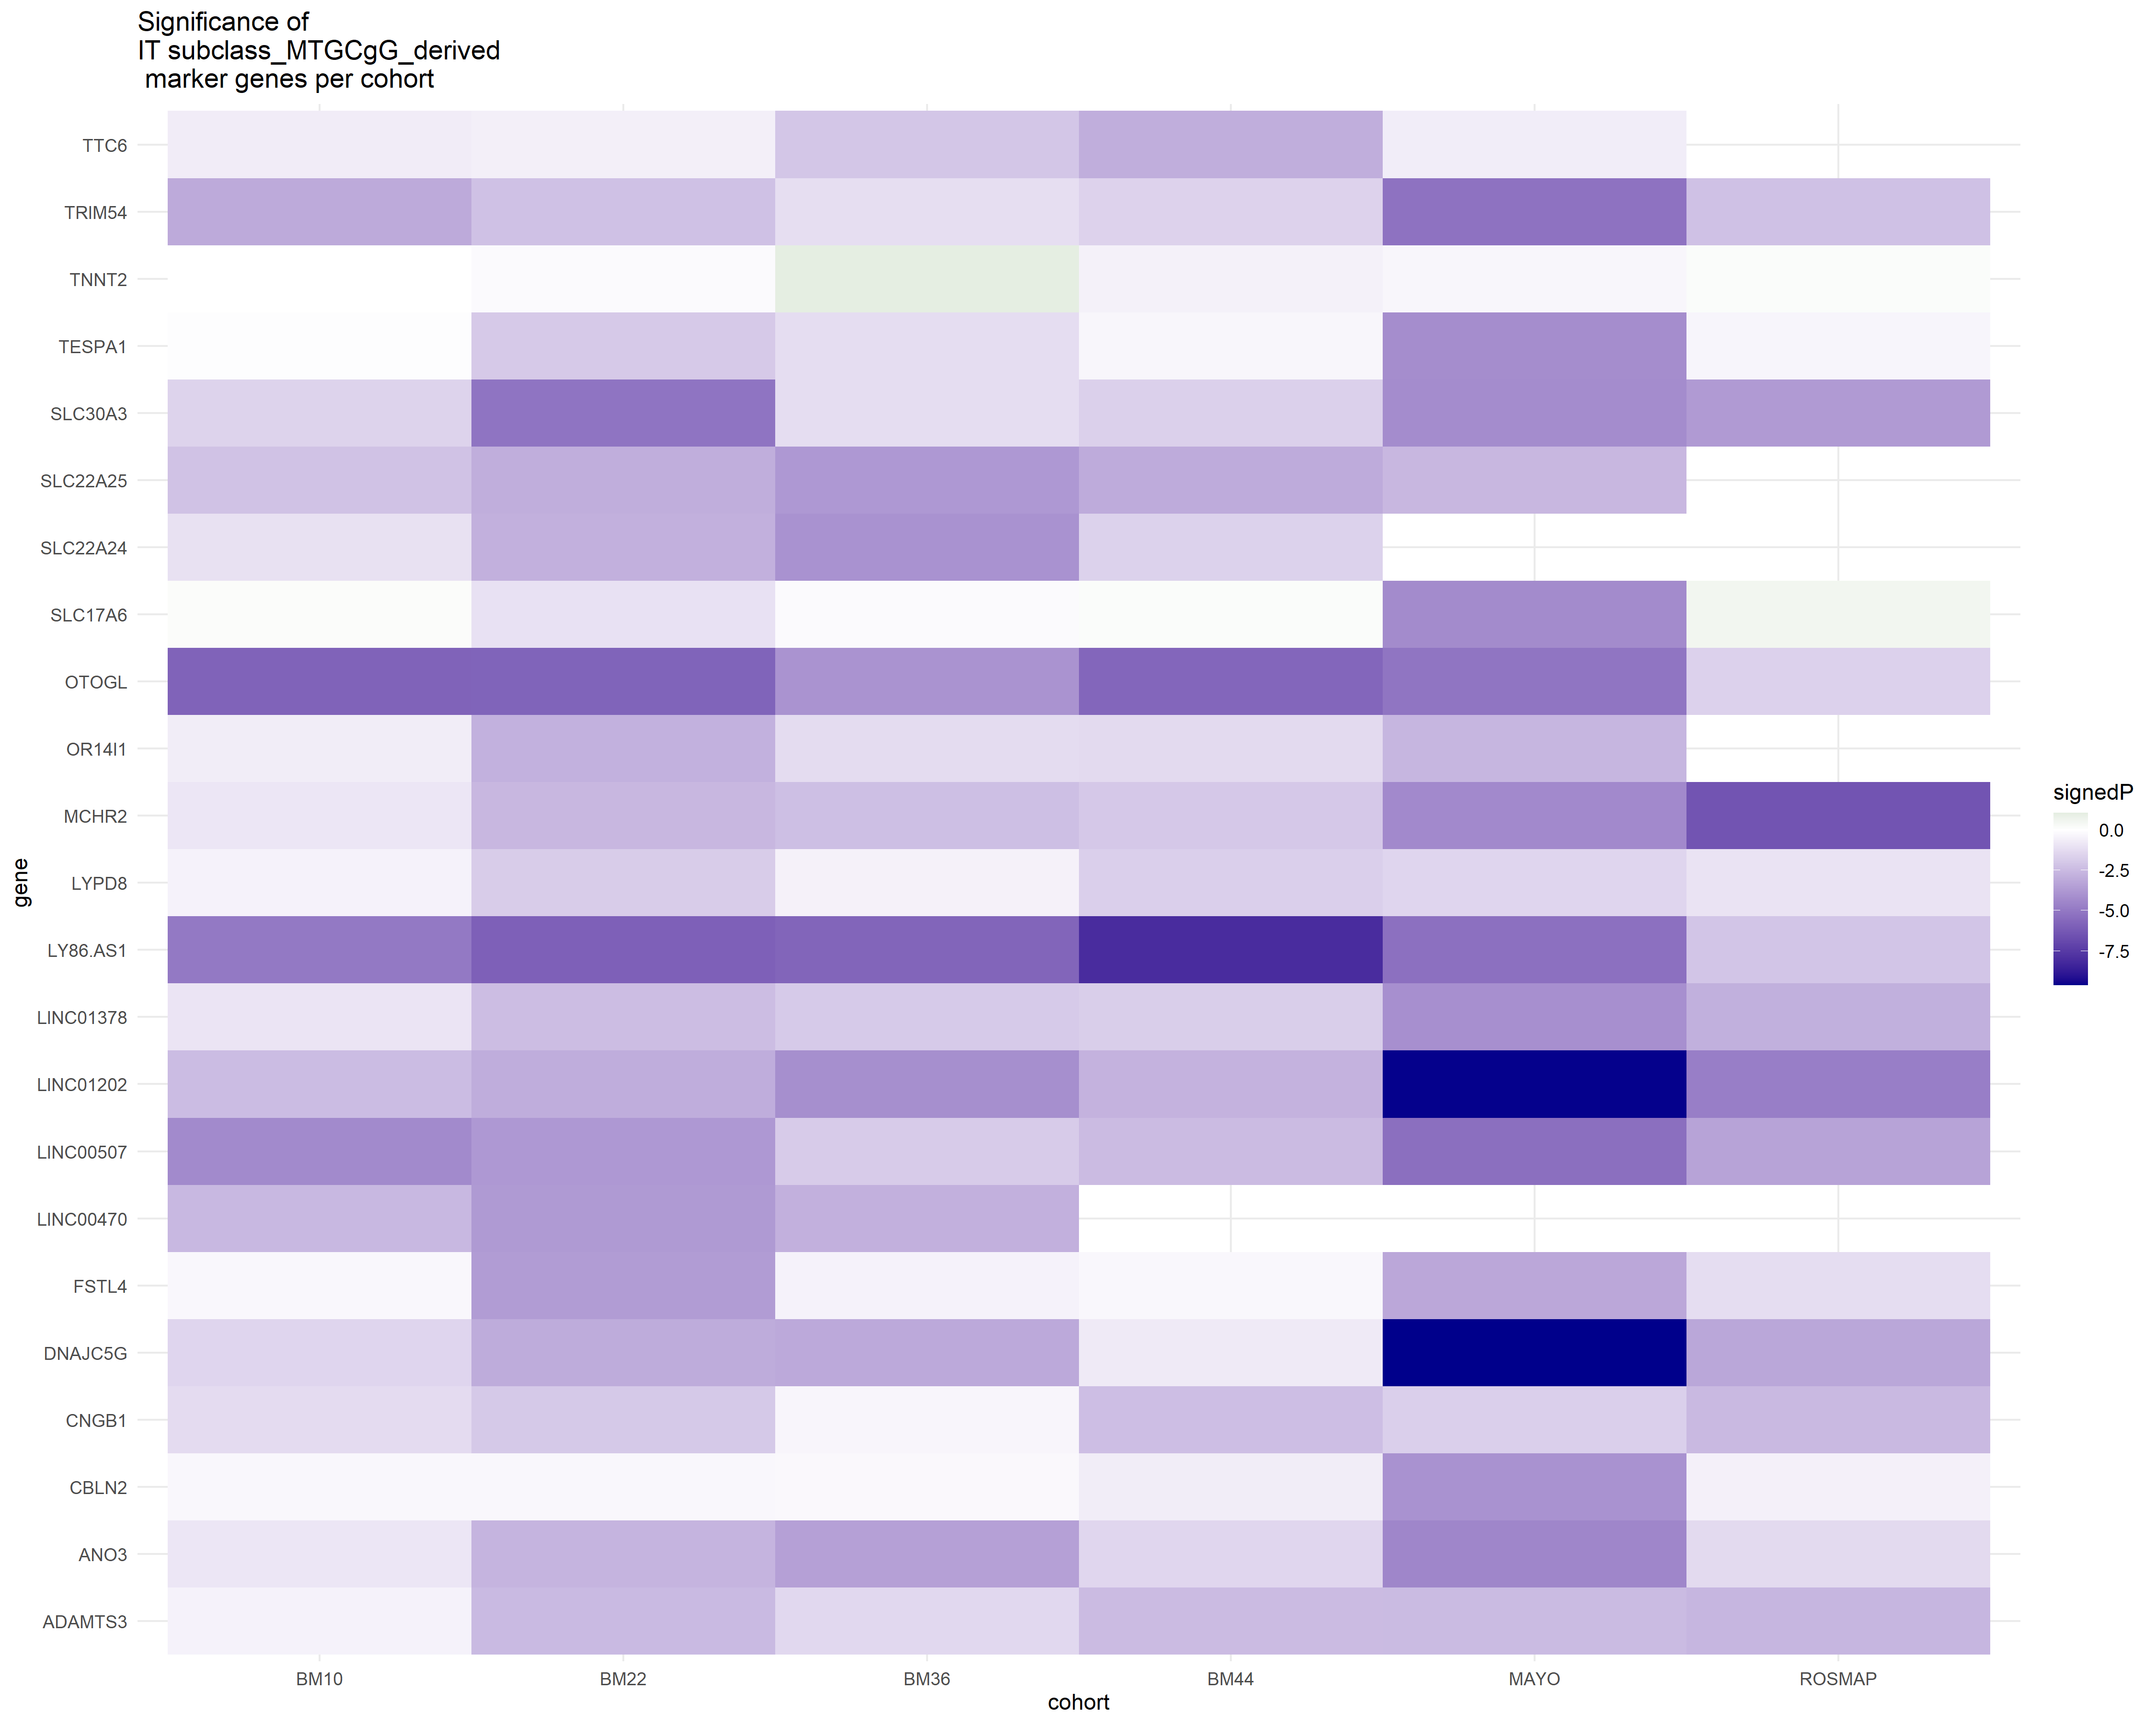 Significance of
IT subclass_MTGCgG_derived
marker genes per cohort
TTC6
TRIM54
TNNT2
TESPA1
SLC30A3
SLC22A25
SLC22A24
SLC17A6
OTOGL
OR14I1
MCHR2
LYPD8
LY86.AS1
LINC01378
LINC01202
LINC00507
LINC00470
FSTL4
DNAJC5G
CNGB1
CBLN2
ANO3
ADAMTS3
gene
BM10
BM22
BM36
BM44
MAYO
ROSMAP
cohort
signedP
0.0
-2.5
-5.0
-7.5